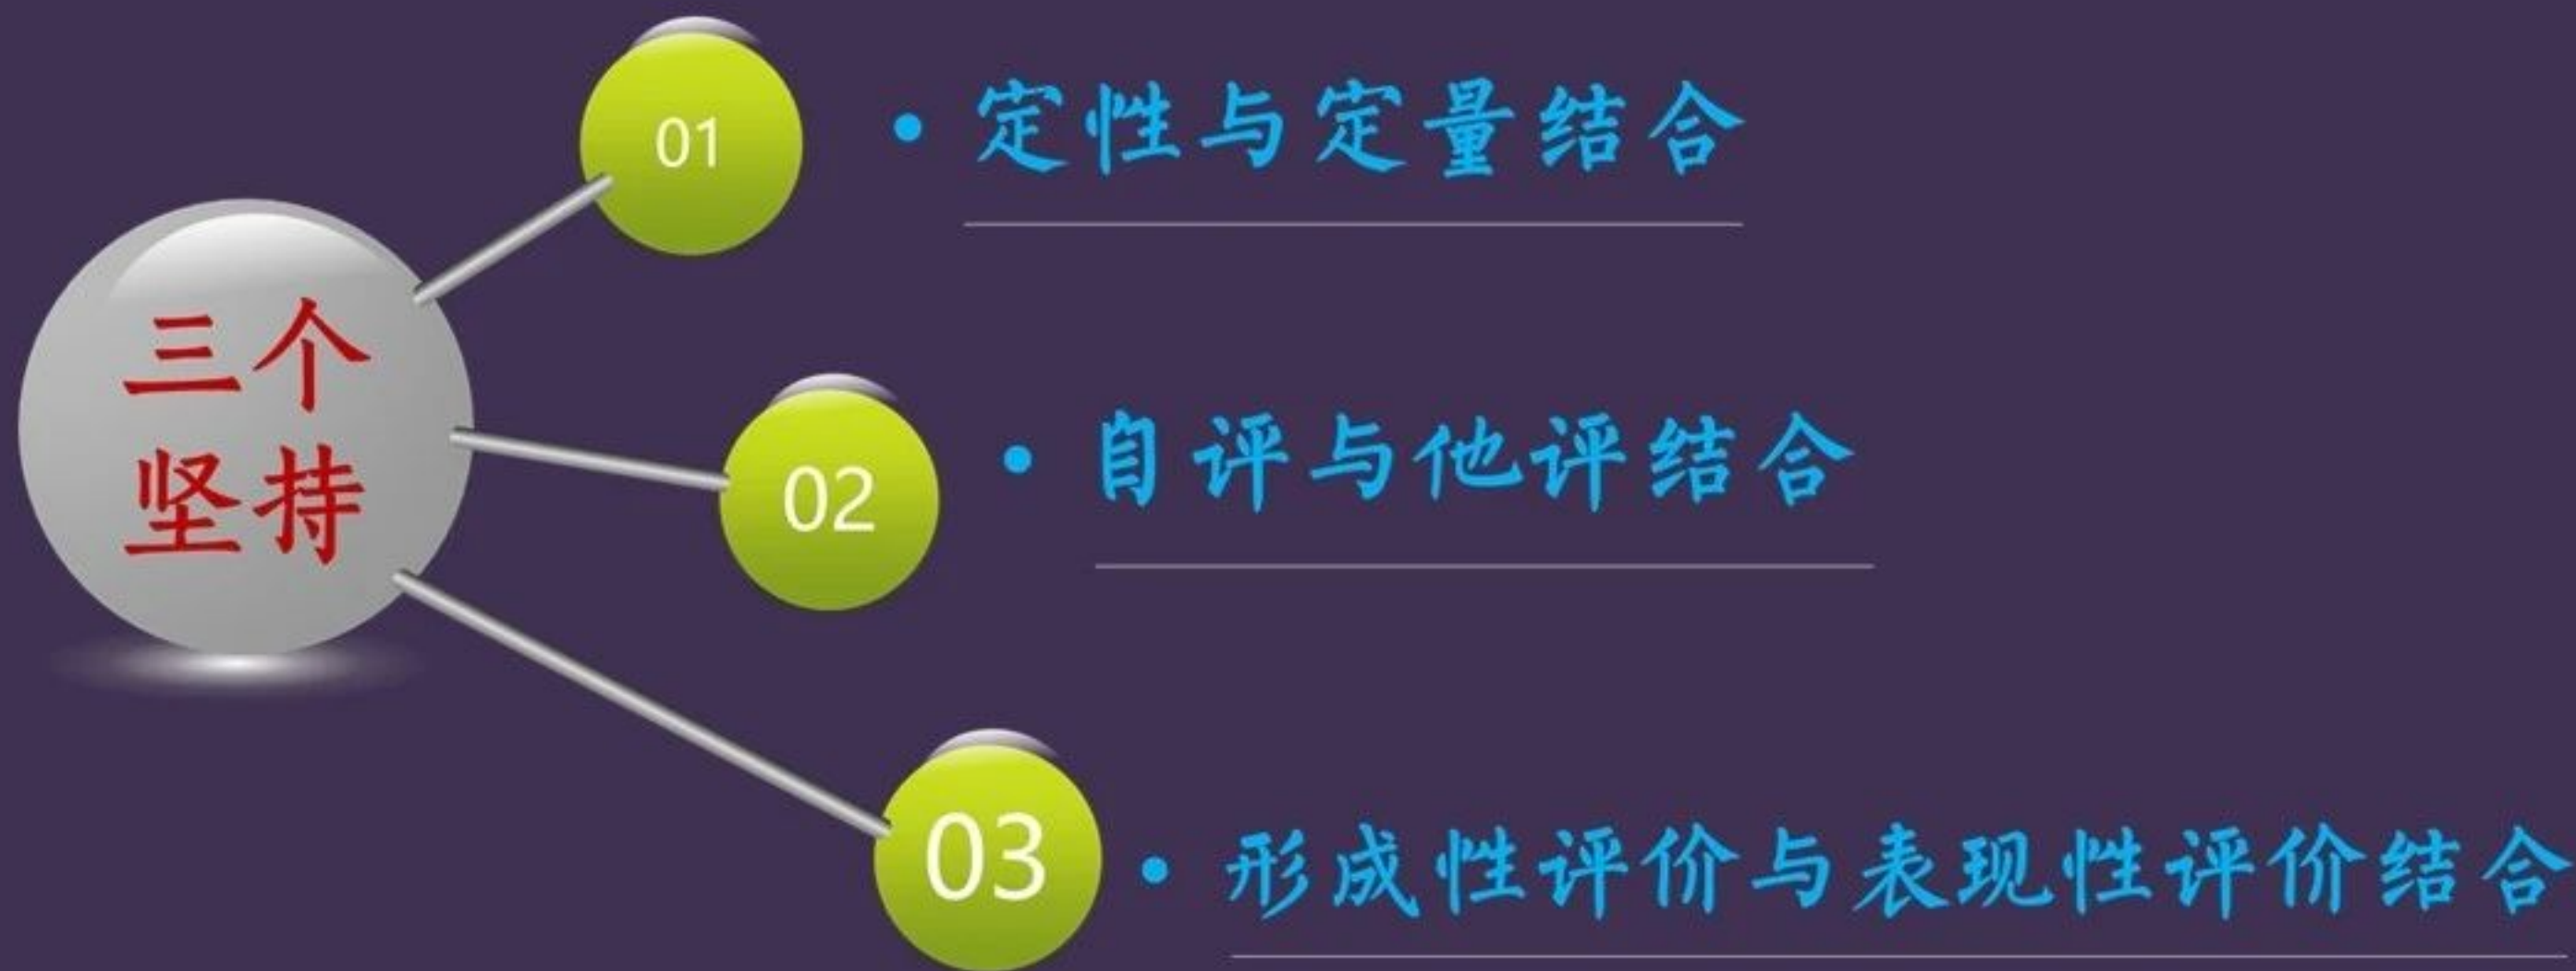 三个
坚持
01
• 定性与定量结合
02
• 自评与他评结合
03
• 形成性评价与表现性评价结合